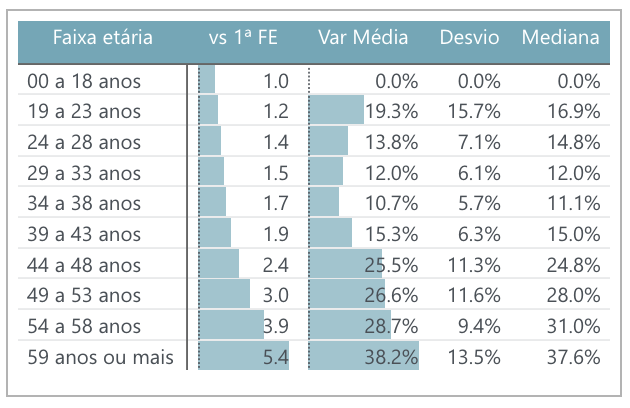 Faixa etária vs 1ª FE Var Média Desvio Mediana
00 a 18 anos 1.0 0.0% 0.0% 0.0%
19 a 23 anos 1.2 19.3% 15.7% 16.9%
24 a 28 anos 1.4 13.8% 7.1% 14.8%
29 a 33 anos 1.5 12.0% 6.1% 12.0%
34 a 38 anos 1.7 10.7% 5.7% 11.1%
39 a 43 anos 1.9 15.3% 6.3% 15.0%
44 a 48 anos 2.4 25.5% 11.3% 24.8%
49 a 53 anos 3.0 26.6% 11.6% 28.0%
54 a 58 anos 3.9 28.7% 9.4% 31.0%
59 anos ou mais 5.4 38.2% 13.5% 37.6%